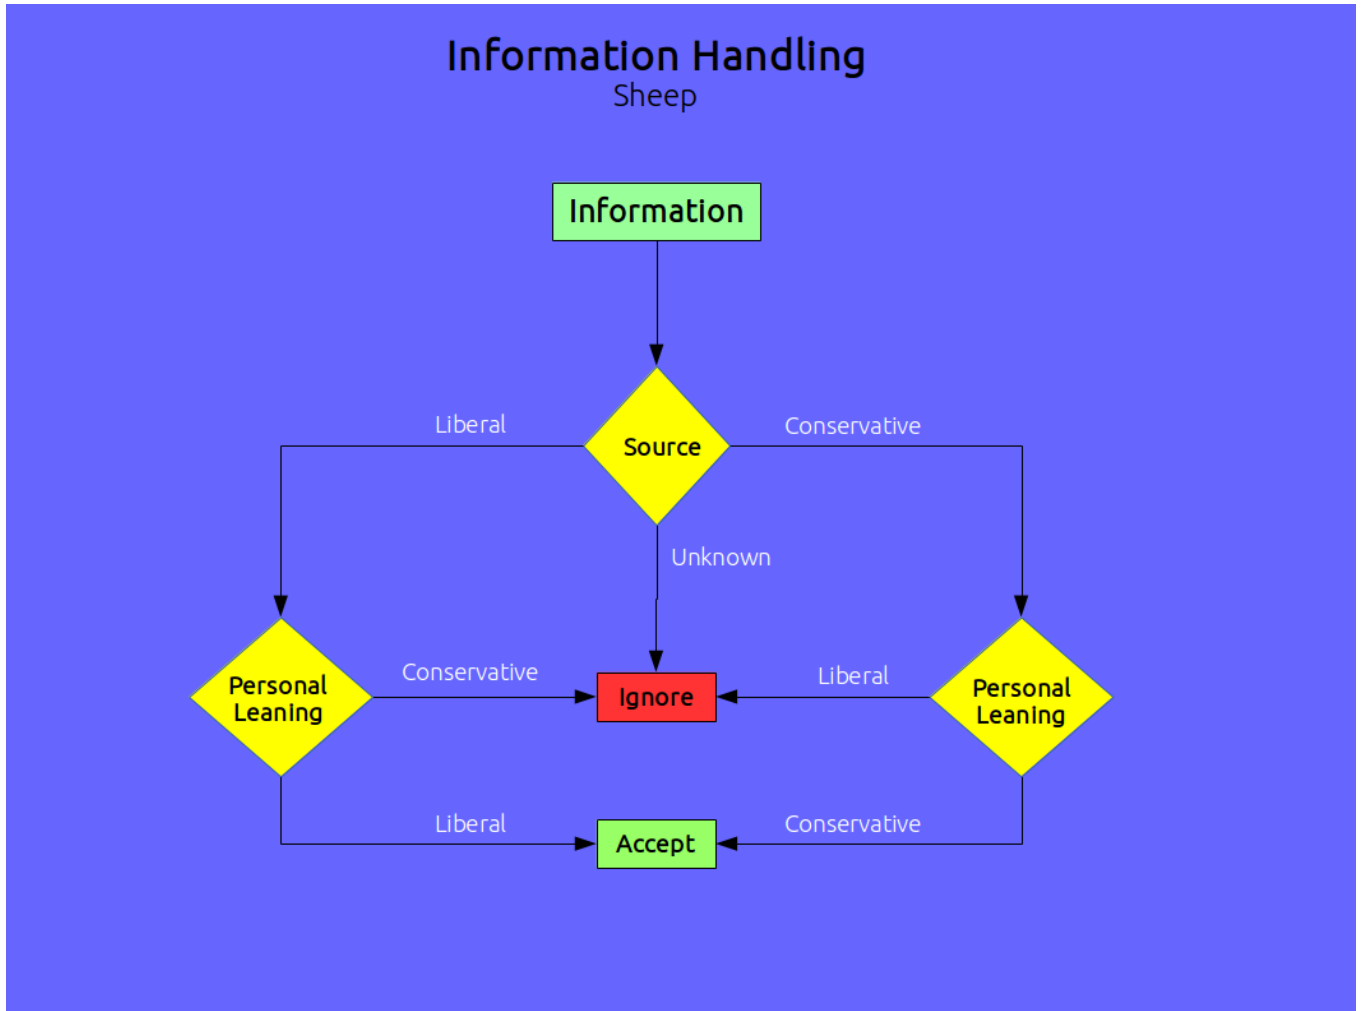 Information Handling
Sheep
Information
Liberal
Source
Conservative
Unknown
Personal
Leaning
Conservative
Ignore
Liberal
Personal
Leaning
Liberal
Accept
Conservative